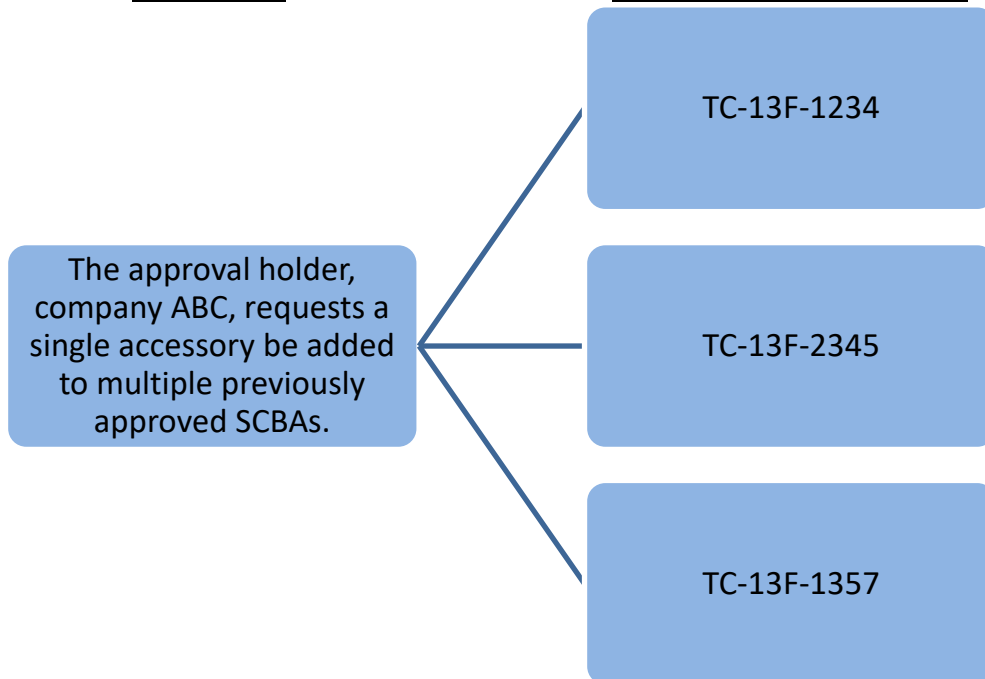 The approval holder,
company ABC, requests a
single accessory be added
to multiple previously
approved SCBAs.
TC-13F-1234
TC-13F-2345
TC-13F-1357